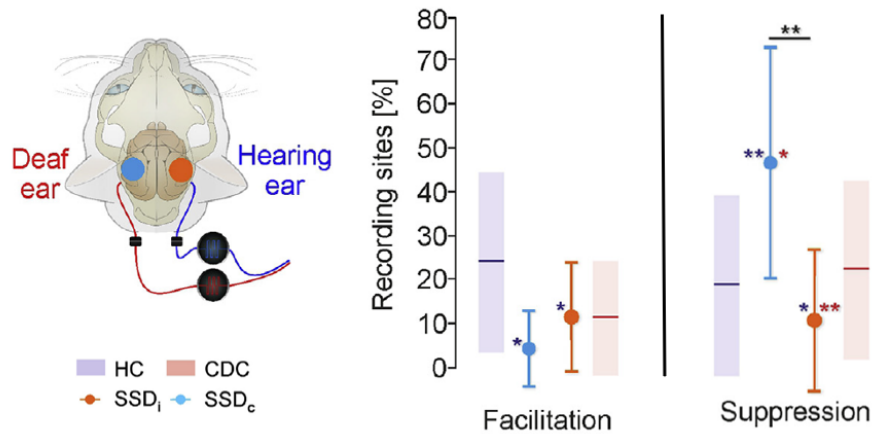 Deaf
ear
Hearing
ear
HC
CDC
SSDi
SSDc
Recording sites [%]
80
70
60
50
40
30
20
10
0
*
*
Facilitation
**
** *
* **
Suppression